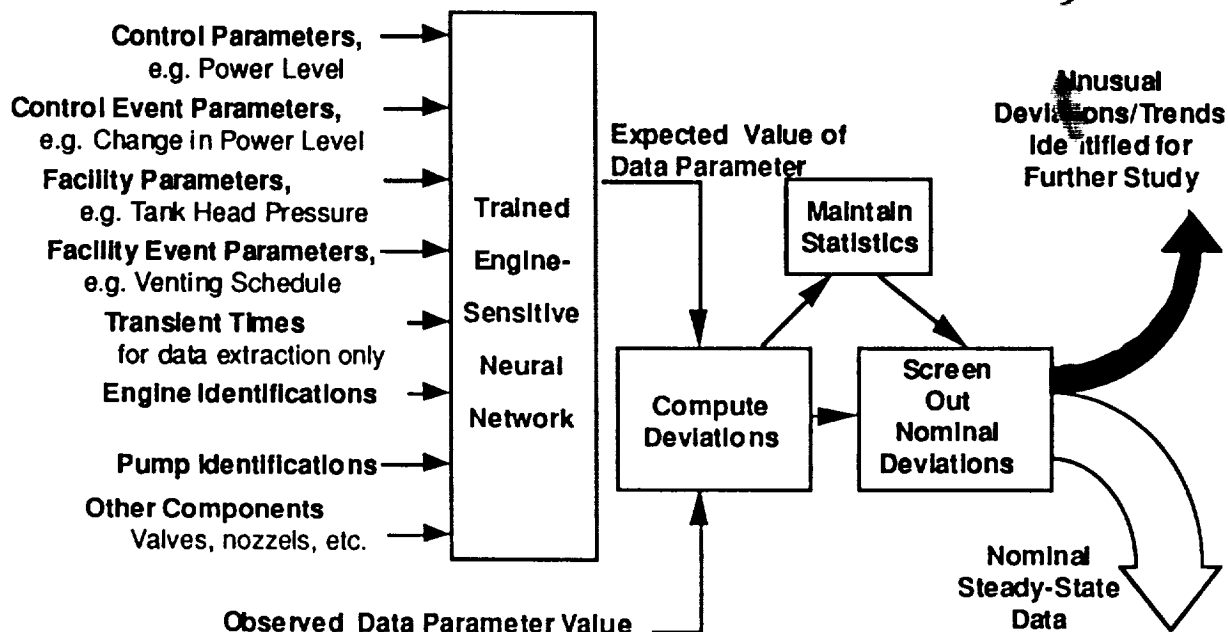 Control Parameters,
e.g. Power Level
Control Event Parameters,
e.g. Change in Power Level
Facility Parameters,
e.g. Tank Head Pressure
Facility Event Parameters,
e.g. Venting Schedule
Transient Times
for data extraction only
Engine Identifications
Pump Identifications
Other Components
Valves, nozzels, etc.
Observed Data Parameter Value
Trained
Engine-
Sensitive
Neural
Network
Expected Value of
Data Parameter
Compute
Deviations
Maintain
Statistics
Screen
Out
Nominal
Deviations
Unusual
Deviations/Trends
Identified for
Further Study
Nominal
Steady-State
Data